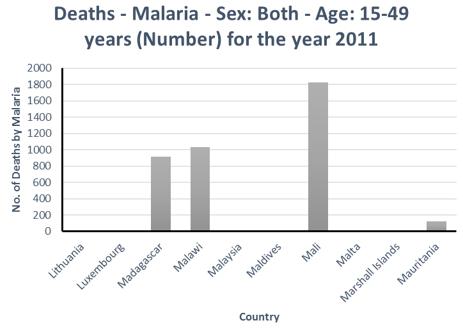 Deaths - Malaria - Sex: Both - Age: 15-49
years (Number) for the year 2011
No. of Deaths by Malaria
2000
1800
1600
1400
1200
1000
800
600
400
200
0
Lithuania
Luxembourg
Madagascar
Malawi
Malaysia
Maldives
Mali
Malta
Marshall Islands
Mauritania
Country